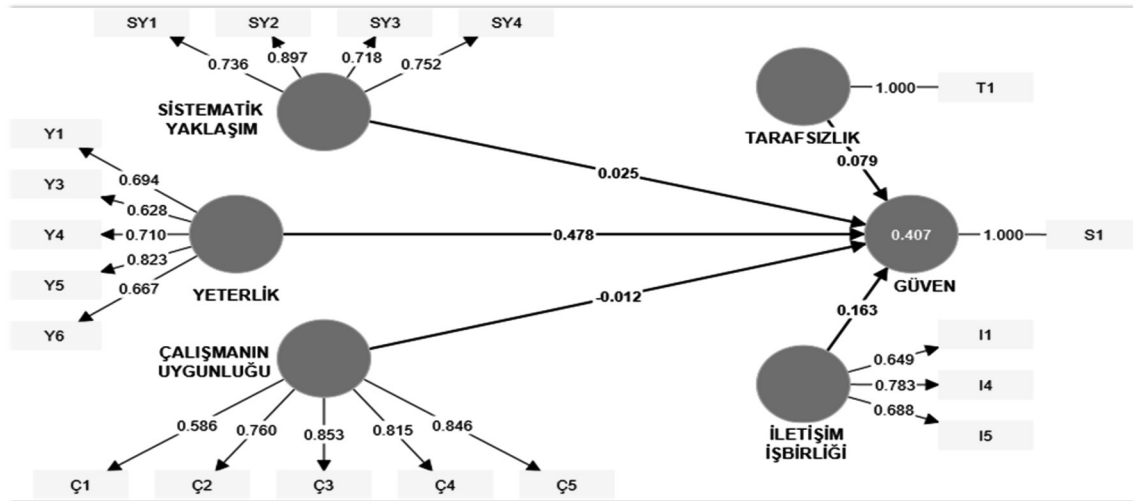 SY1 SY2 SY3 SY4
0.736 0.897 0.718 0.752
SİSTEMATİK
YAKLAŞIM
Y1
Y3
Y4
Y5
Y6
0.694
0.628
0.710
0.823
0.667
YETERLİK
ÇALIŞMANIN
UYGUNLUĞU
0.586 0.760 0.853 0.815 0.846
Ç1 Ç2 Ç3 Ç4 Ç5
0.025
0.478
-0.012
1.000 T1
TARAFSIZLIK
0.079
0.407 1.000 S1
GÜVEN
0.163
0.649 I1
0.783 I4
0.688 I5
İLETİŞİM
İŞBİRLİĞİ